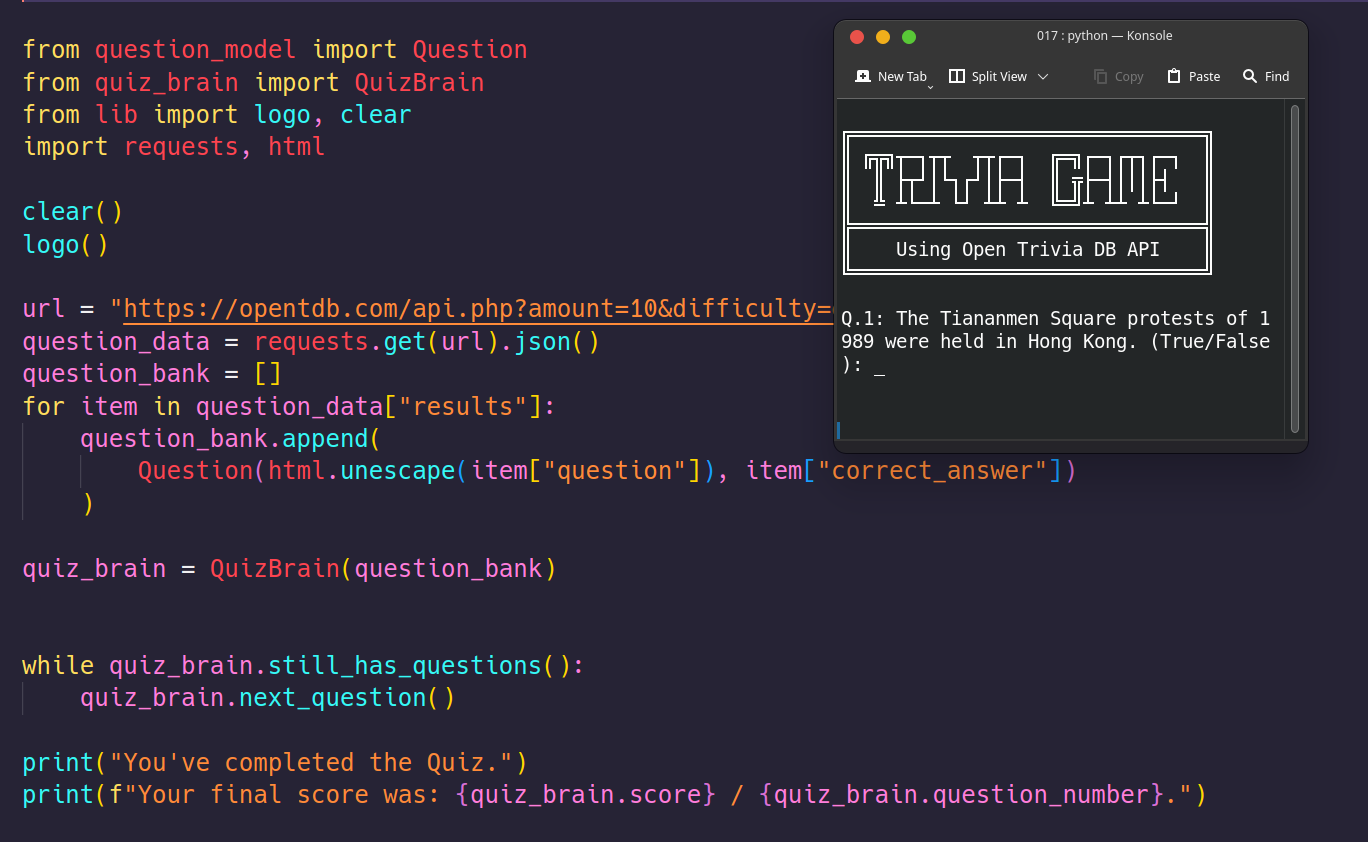 from question_model import Question
from quiz_brain import QuizBrain
from lib import logo, clear
import requests, html
clear()
logo()
url = "https://opentdb.com/api.php?amount=10&difficulty=
question_data = requests.get(url).json()
question_bank = []
for item in question_data["results"]:
    question_bank.append(
        Question(html.unescape(item["question"]), item["correct_answer"])
    )
quiz_brain = QuizBrain(question_bank)
while quiz_brain.still_has_questions():
    quiz_brain.next_question()
print("You've completed the Quiz.")
print(f"Your final score was: {quiz_brain.score} / {quiz_brain.question_number}.")
017 : python — Konsole
New Tab Split View Copy Paste Find
TRIVIA GAME
Using Open Trivia DB API
Q.1: The Tiananmen Square protests of 1
989 were held in Hong Kong. (True/False
): _